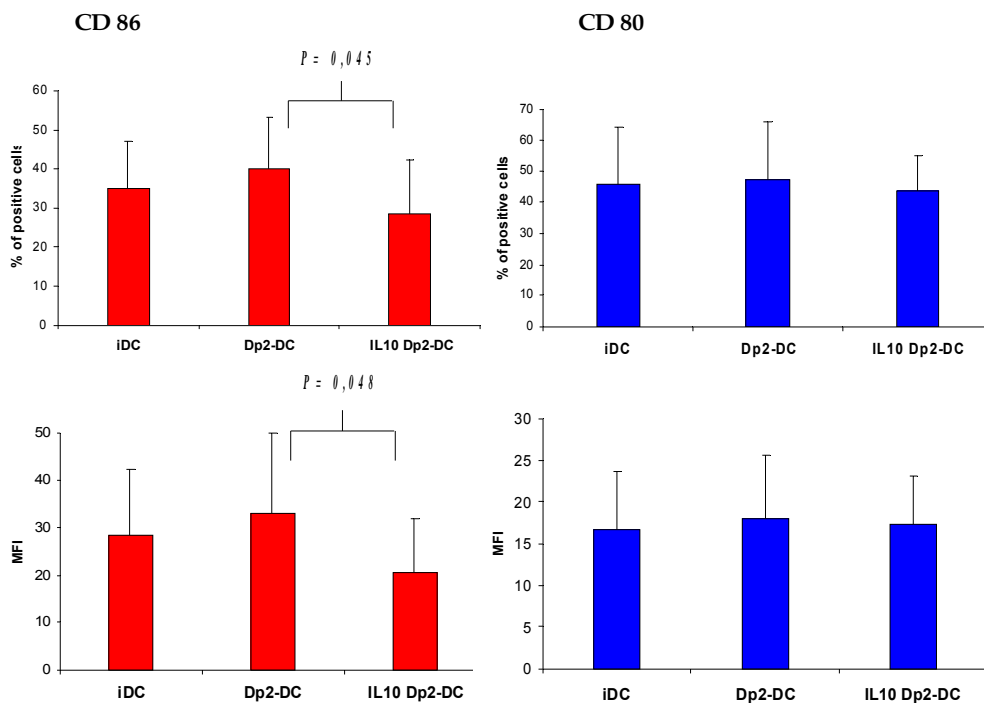 CD 86
CD 80
P = 0,045
% of positive cells
60
50
40
30
20
10
0
iDC
Dp2-DC
IL10 Dp2-DC
% of positive cells
70
60
50
40
30
20
10
0
iDC
Dp2-DC
IL10 Dp2-DC
P = 0,048
MFI
50
40
30
20
10
0
iDC
Dp2-DC
IL10 Dp2-DC
MFI
30
25
20
15
10
5
0
iDC
Dp2-DC
IL10 Dp2-DC